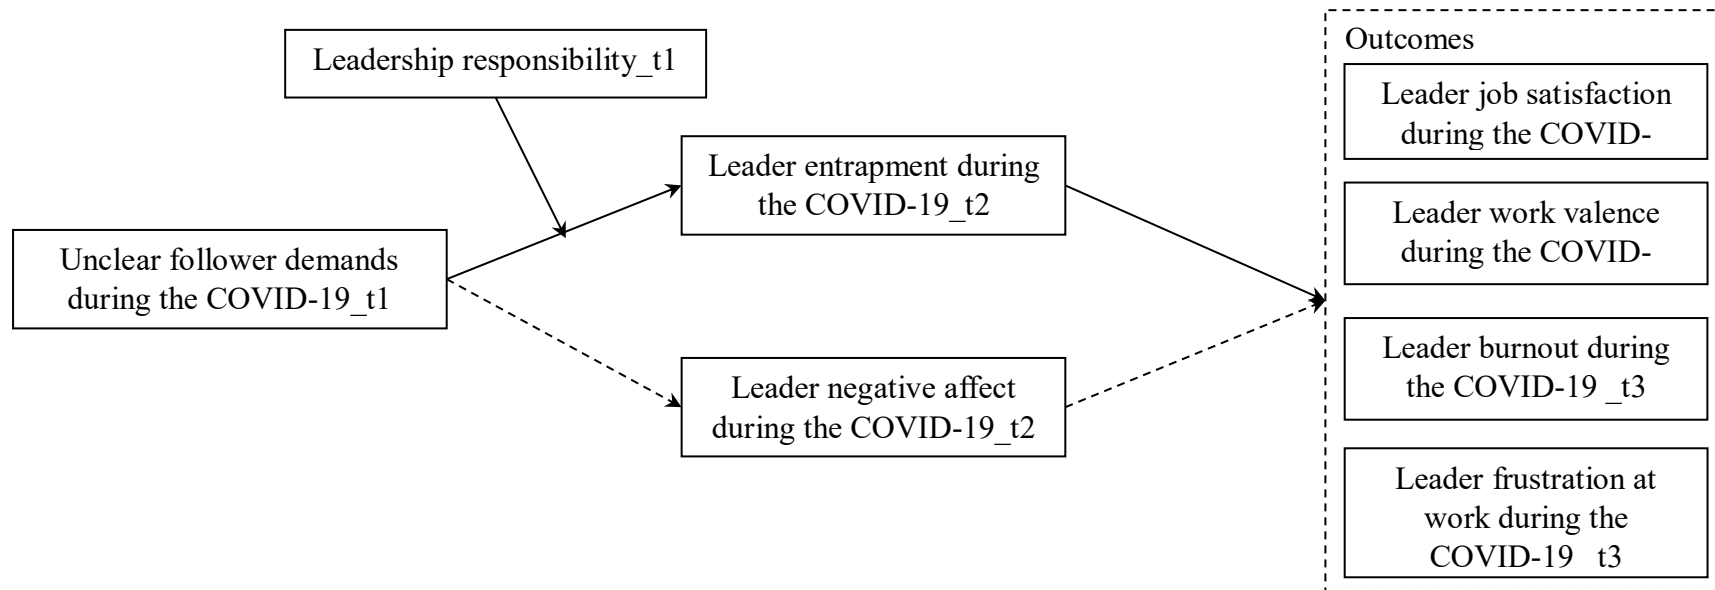 Leadership responsibility_t1
Unclear follower demands
during the COVID-19_t1
Leader entrapment during
the COVID-19_t2
Leader negative affect
during the COVID-19_t2
Outcomes
Leader job satisfaction
during the COVID-
Leader work valence
during the COVID-
Leader burnout during
the COVID-19 _t3
Leader frustration at
work during the
COVID-19 t3